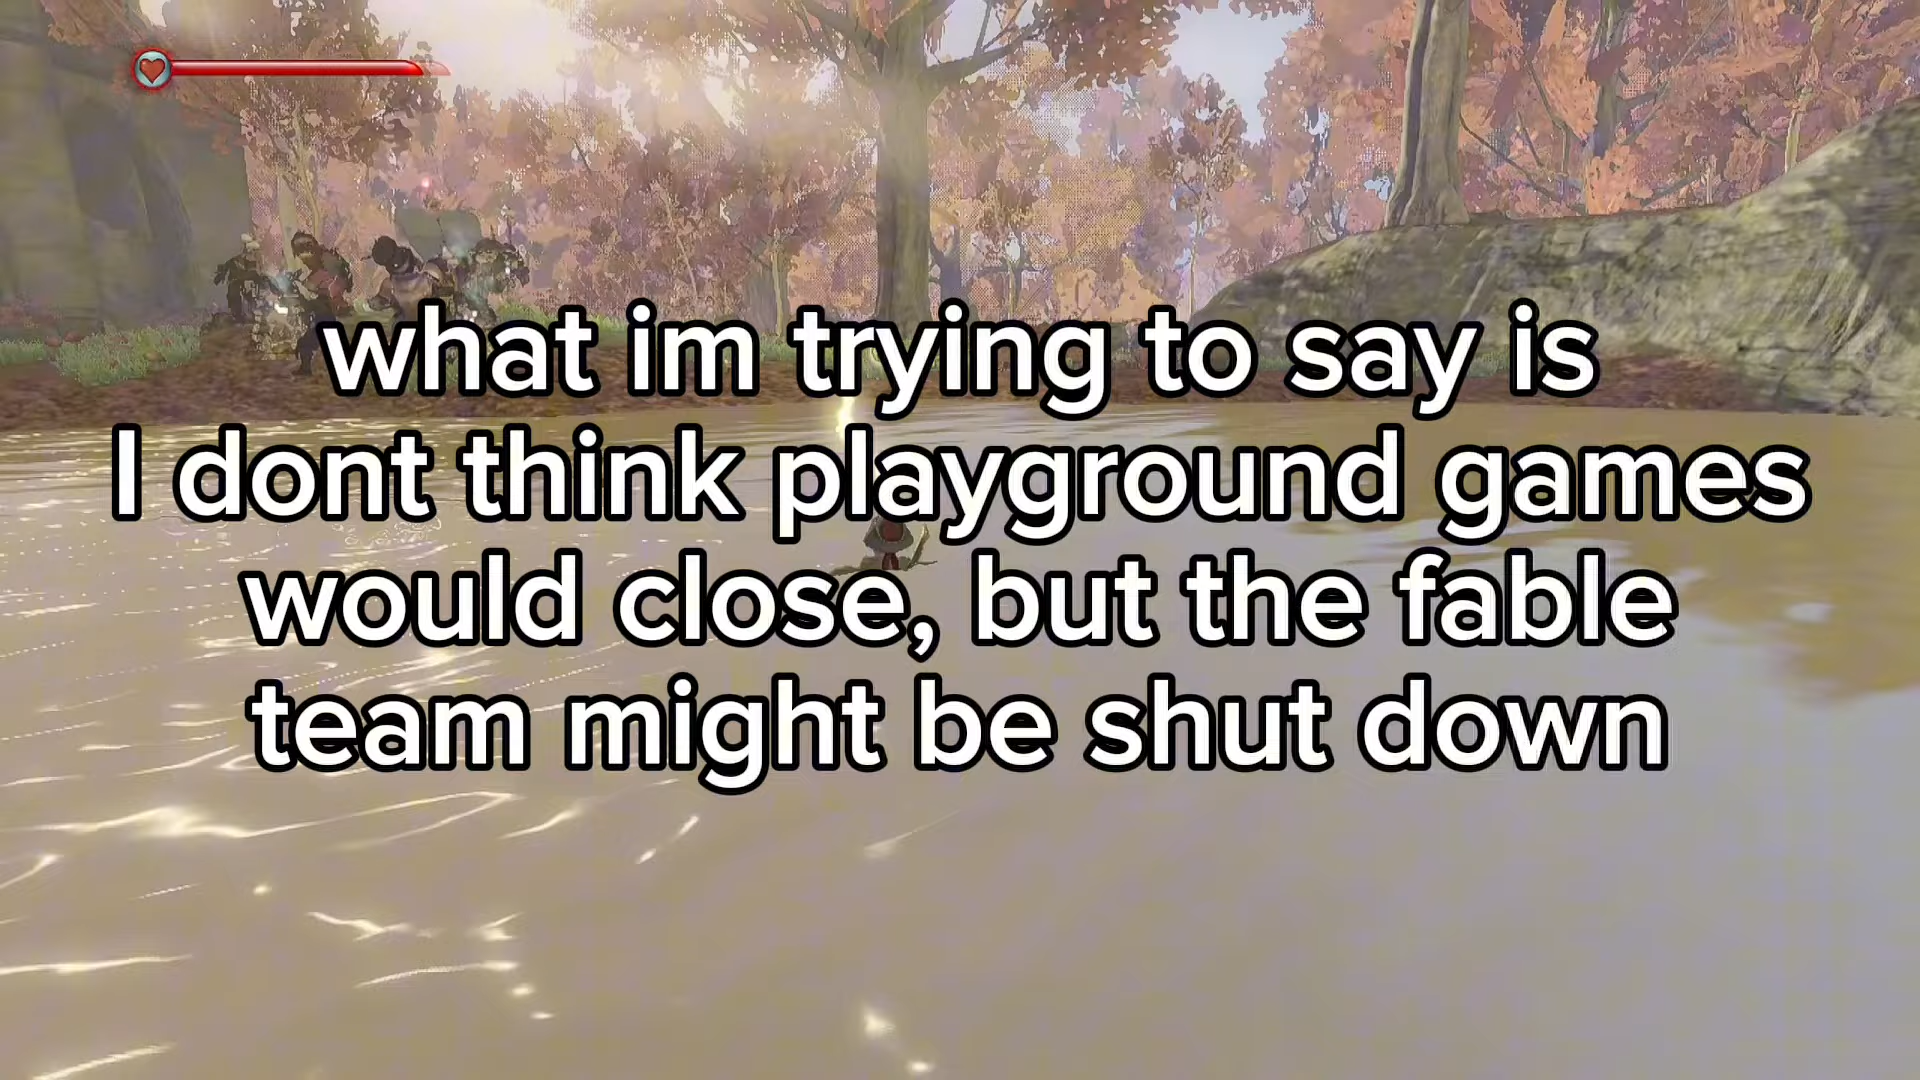 what im trying to say is
I dont think playground games
would close, but the fable
team might be shut down